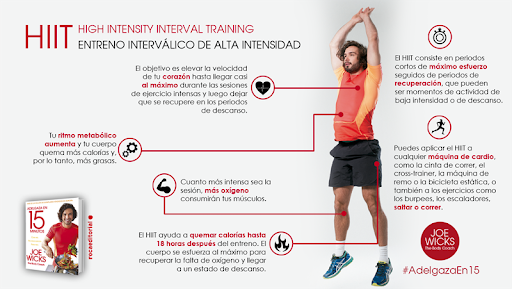 HIIT
HIGH INTENSITY INTERVAL TRAINING
ENTRENO INTERVÁLICO DE ALTA INTENSIDAD
El objetivo es elevar la velocidad
de tu corazón hasta llegar casi
al máximo durante las sesiones
de ejercicio intensas y luego dejar
que se recupere en los periodos
de descanso.
Tu ritmo metabólico
aumenta y tu cuerpo
quema más calorías y,
por lo tanto, más grasas.
Cuanto más intensa sea la
sesión, más oxígeno
consumirán tus músculos.
El HIIT ayuda a quemar calorías hasta
18 horas después del entreno. El
cuerpo se esfuerza al máximo para
recuperar la falta de oxígeno y llegar
a un estado de descanso.
El HIIT consiste en periodos
cortos de máximo esfuerzo
seguidos de periodos de
recuperación, que pueden
ser momentos de actividad de
baja intensidad o de descanso.
Puedes aplicar el HIIT a
cualquier máquina de cardio,
como la cinta de correr, el
cross-trainer, la máquina de
remo o la bicicleta estática, o
también a ejercicios como
los burpees, los escaladores,
saltar o correr.
JOE
WICKS
The Body Coach
#AdelgazaEn15
ADELGAZA EN
15
MINUTOS
JOE
WICKS
The Body Coach
rocaeditorial